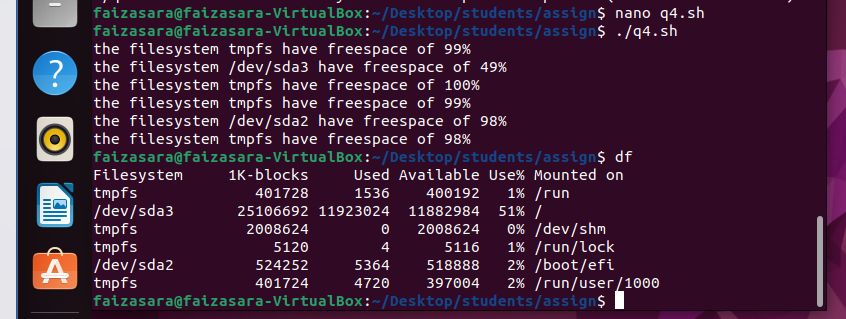 faizasara@faizasara-VirtualBox:~/Desktop/students/assign$ nano q4.sh
faizasara@faizasara-VirtualBox:~/Desktop/students/assign$ ./q4.sh
the filesystem tmpfs have freespace of 99%
the filesystem /dev/sda3 have freespace of 49%
the filesystem tmpfs have freespace of 100%
the filesystem tmpfs have freespace of 99%
the filesystem /dev/sda2 have freespace of 98%
the filesystem tmpfs have freespace of 98%
faizasara@faizasara-VirtualBox:~/Desktop/students/assign$ df
Filesystem     1K-blocks     Used Available Use% Mounted on
tmpfs             401728     1536    400192   1% /run
/dev/sda3       25106692 11923024  11882984  51% /
tmpfs            2008624        0   2008624   0% /dev/shm
tmpfs               5120        4      5116   1% /run/lock
/dev/sda2         524252     5364    518888   2% /boot/efi
tmpfs             401724     4720    397004   2% /run/user/1000
faizasara@faizasara-VirtualBox:~/Desktop/students/assign$